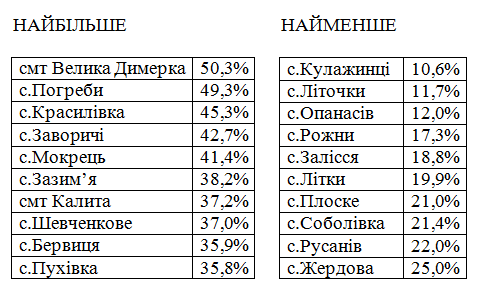 НАЙБІЛЬШЕ
смт Велика Димерка 50,3%
с.Погреби 49,3%
с.Красилівка 45,3%
с.Заворичі 42,7%
с.Мокрець 41,4%
с.Зазим’я 38,2%
смт Калита 37,2%
с.Шевченкове 37,0%
с.Бервиця 35,9%
с.Пухівка 35,8%
НАЙМЕНШЕ
с.Кулажинці 10,6%
с.Літочки 11,7%
с.Опанасів 12,0%
с.Рожни 17,3%
с.Залісся 18,8%
с.Літки 19,9%
с.Плоске 21,0%
с.Соболівка 21,4%
с.Русанів 22,0%
с.Жердова 25,0%